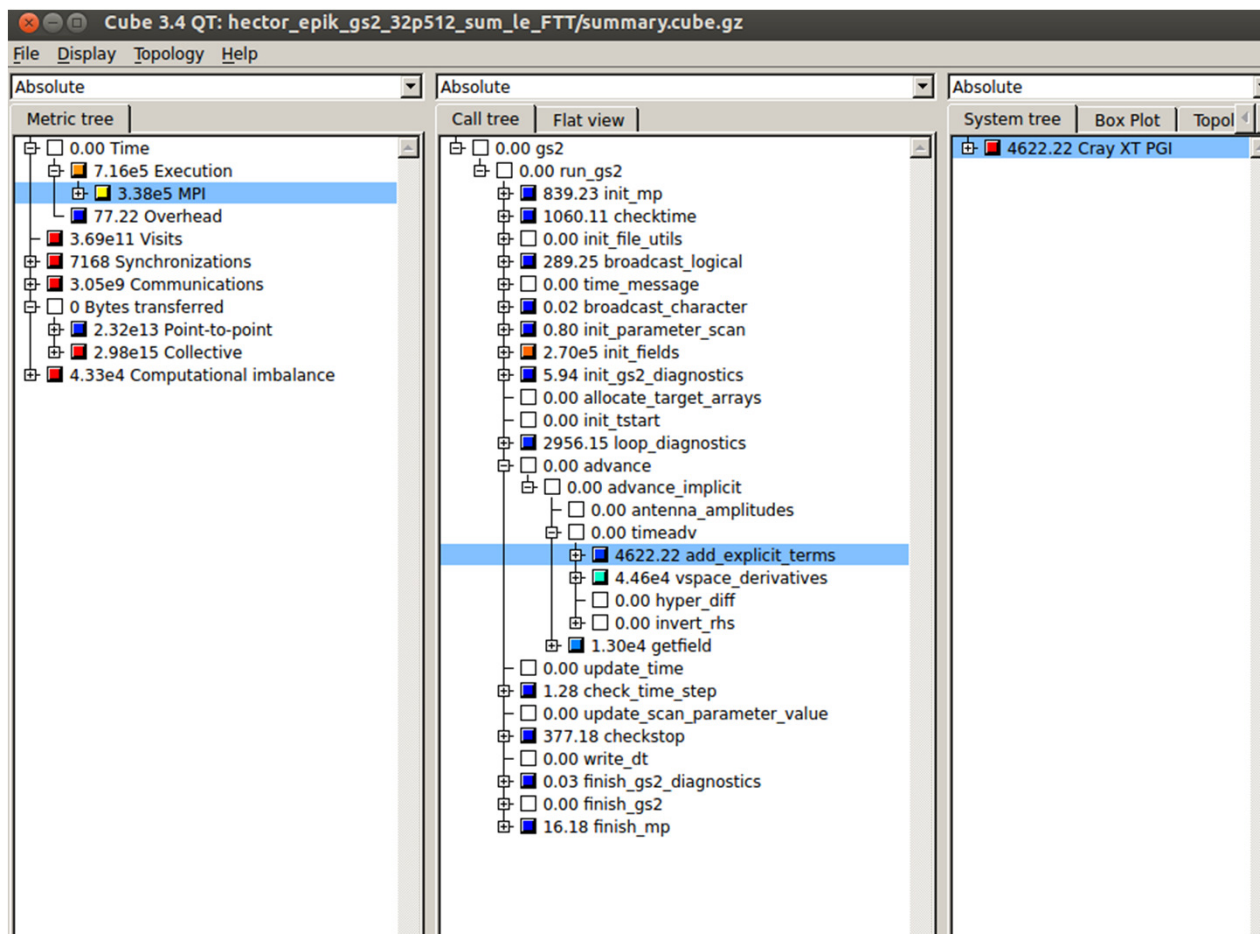 Cube 3.4 QT: hector_epik_gs2_32p512_sum_le_FTT/summary.cube.gz
File Display Topology Help
Absolute
Metric tree
0.00 Time
7.16e5 Execution
3.38e5 MPI
77.22 Overhead
3.69e11 Visits
7168 Synchronizations
3.05e9 Communications
0 Bytes transferred
2.32e13 Point-to-point
2.98e15 Collective
4.33e4 Computational imbalance
Absolute
Call tree Flat view
0.00 gs2
0.00 run_gs2
839.23 init_mp
1060.11 checktime
0.00 init_file_utils
289.25 broadcast_logical
0.00 time_message
0.02 broadcast_character
0.80 init_parameter_scan
2.70e5 init_fields
5.94 init_gs2_diagnostics
0.00 allocate_target_arrays
0.00 init_tstart
2956.15 loop_diagnostics
0.00 advance
0.00 advance_implicit
0.00 antenna_amplitudes
0.00 timeadv
4622.22 add_explicit_terms
4.46e4 vspace_derivatives
0.00 hyper_diff
0.00 invert_rhs
1.30e4 getfield
0.00 update_time
1.28 check_time_step
0.00 update_scan_parameter_value
377.18 checkstop
0.00 write_dt
0.03 finish_gs2_diagnostics
0.00 finish_gs2
16.18 finish_mp
Absolute
System tree Box Plot Topol
4622.22 Cray XT PGI